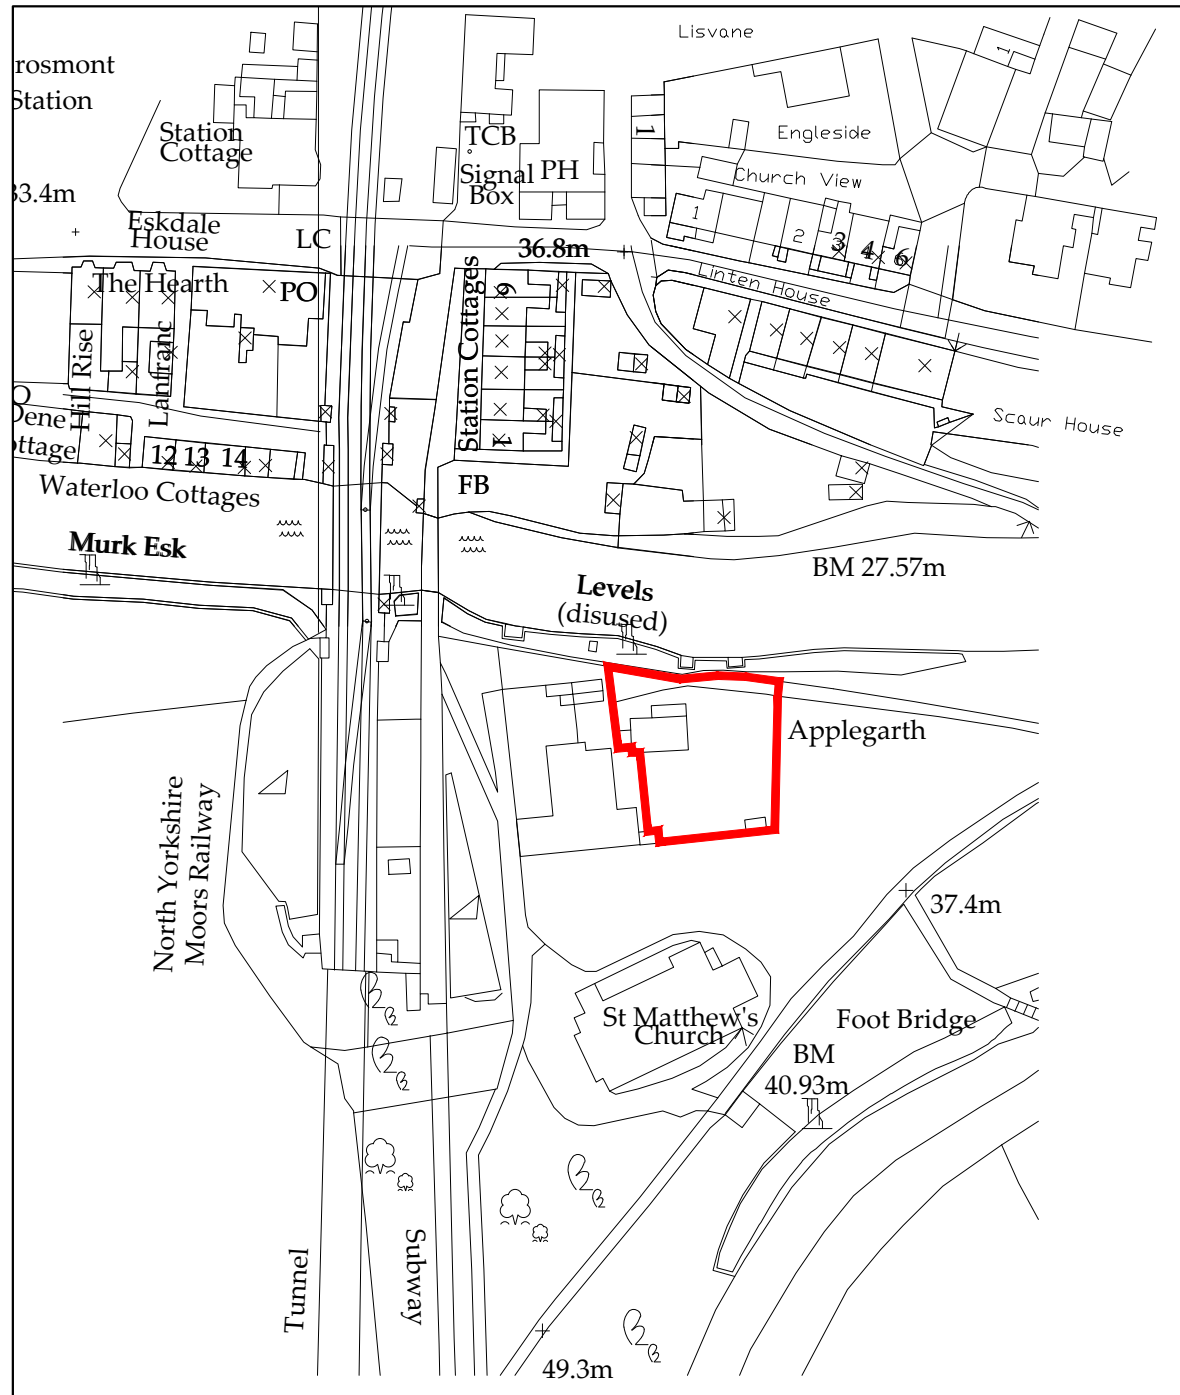 Lisvane
rosmont
Station
Station
Cottage
TCB
Signal
Box
PH
1
1
Engleside
Church View
33.4m
Eskdale
House
LC
36.8m
1
2
3
4
6
Linten House
The Hearth
PO
Hill Rise
Lanfranc
Station Cottages
6
1
O
Dene
ottage
12 13 14
Waterloo Cottages
FB
Scaur House
Murk Esk
BM 27.57m
Levels
(disused)
Applegarth
North Yorkshire
Moors Railway
37.4m
St Matthew's
Church
Foot Bridge
BM
40.93m
Tunnel
Subway
49.3m